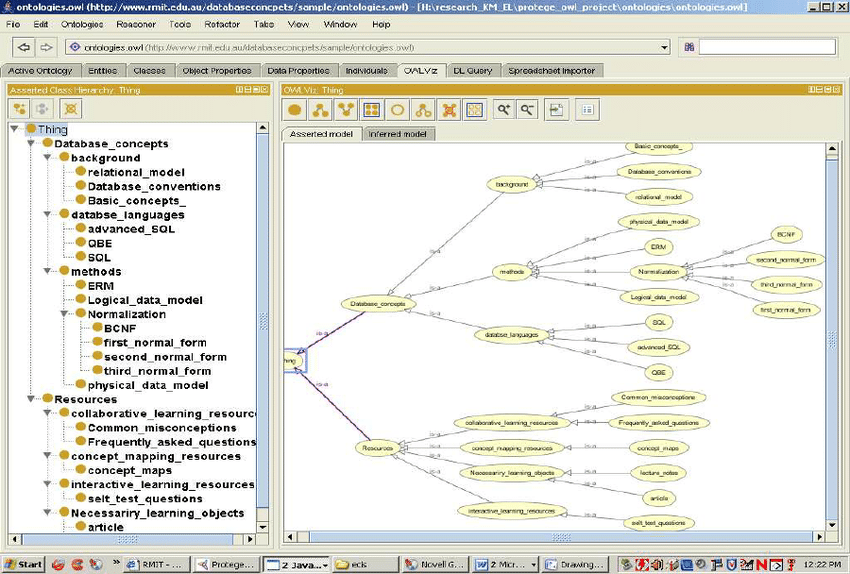 ontologies.owl (http://www.rmit.edu.au/databaseconcpets/sample/ontologies.owl) - [H:\research_KM_EL\protege_owl_project\ontologies\ontologies.owl]
File Edit Ontologies Reasoner Tools Refactor Tabs View Window Help
ontologies.owl (http://www.rmit.edu.au/databaseconcpets/sample/ontologies.owl)
Active Ontology Entities Classes Object Properties Data Properties Individuals OWLViz DL Query Spreadsheet Importer
Asserted Class Hierarchy: Thing
Thing
Database_concepts
background
relational_model
Database_conventions
Basic_concepts_
databse_languages
advanced_SQL
QBE
SQL
methods
ERM
Logical_data_model
Normalization
BCNF
first_normal_form
second_normal_form
third_normal_form
physical_data_model
Resources
collaborative_learning_resourc
Common_misconceptions
Frequently_asked_questions
concept_mapping_resources
concept_maps
interactive_learning_resources
selt_test_questions
Necessariry_learning_objects
article
OWLViz: Thing
Asserted model Inferred model
Basic_concepts_
Database_conventions
background
relational_model
physical_data_model
BCNF
ERM
second_normal_form
methods
Normalization
third_normal_form
Logical_data_model
first_normal_form
Database_concepts
SQL
databse_languages
advanced_SQL
hing
QBE
Common_misconceptions
collaborative_learning_resources
Frequently_asked_questions
Resources
concept_mapping_resources
concept_maps
Necessariry_learning_objects
lecture_notes
article
interactive_learning_resources
selt_test_questions
Start
RMIT - ...
Protege...
2 Java...
ecis
Novell G...
2 Micr...
Drawing...
12:22 PM